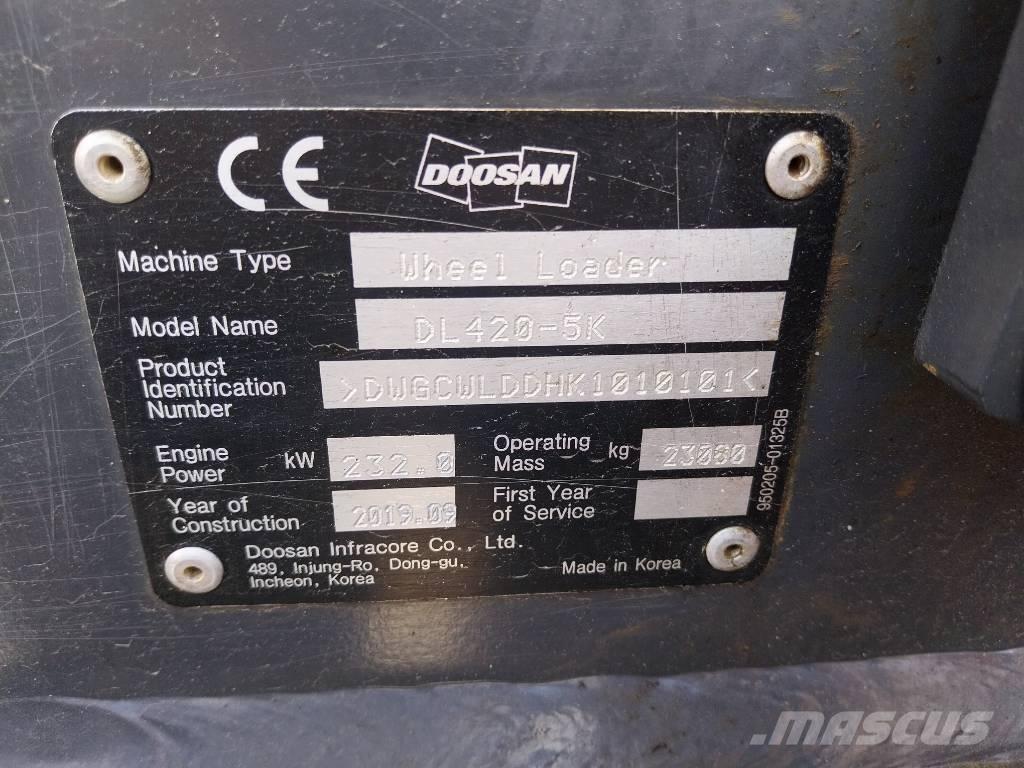 CE DOOSAN
Machine Type Wheel Loader
Model Name DL420-5K
Product
Identification
Number >DWGCWLDDHK1010101<
Engine
Power kW 232.0
Operating
Mass kg 23060
Year of
Construction 2019.09
First Year
of Service
Doosan Infracore Co., Ltd.
489, Injung-Ro, Dong-gu,
Incheon, Korea
Made in Korea
950205-01325B
MASCUS